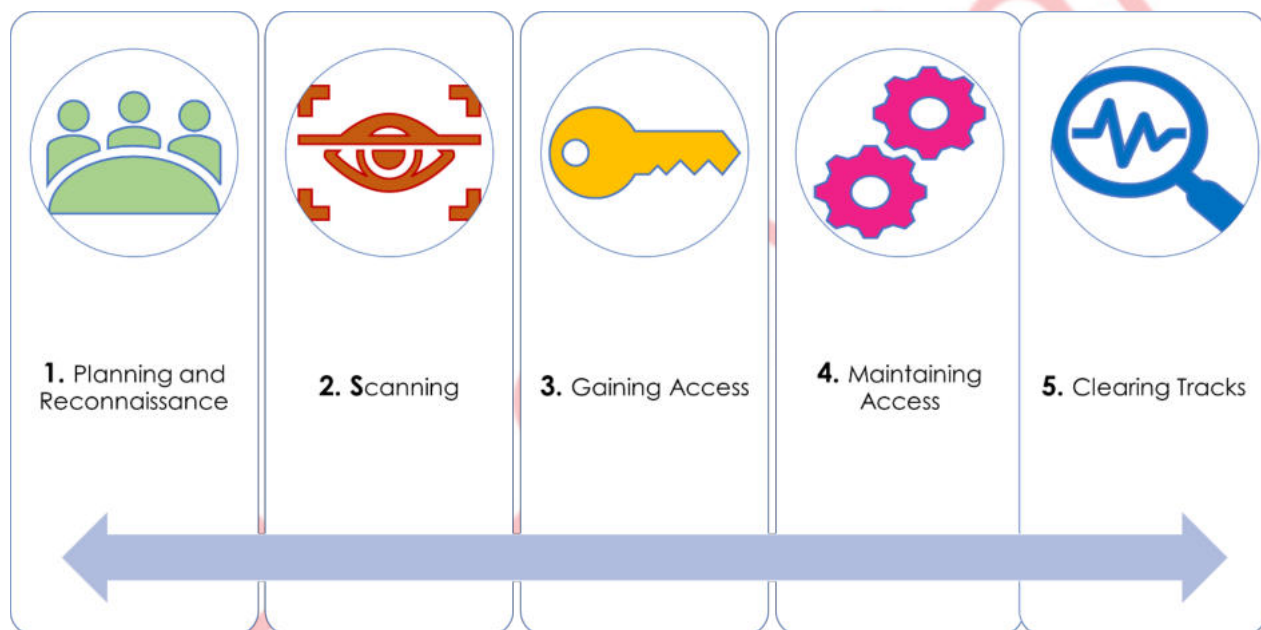 1. Planning and
Reconnaissance
2. Scanning
3. Gaining Access
4. Maintaining
Access
5. Clearing Tracks